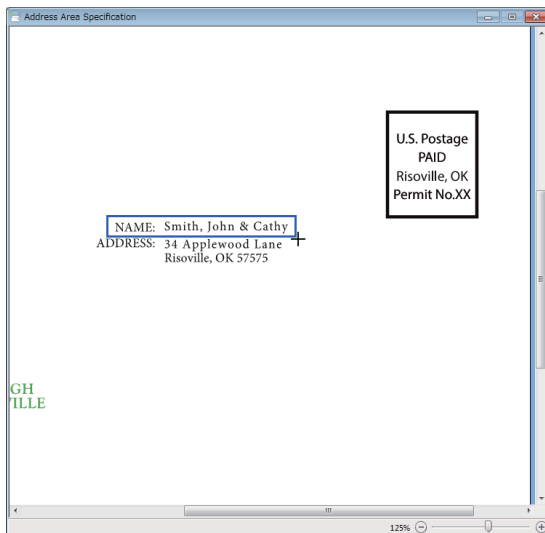 Address Area Specification
U.S. Postage
PAID
Risoville, OK
Permit No.XX
NAME: Smith, John & Cathy
ADDRESS: 34 Applewood Lane
Risoville, OK 57575
GH
VILLE
125%